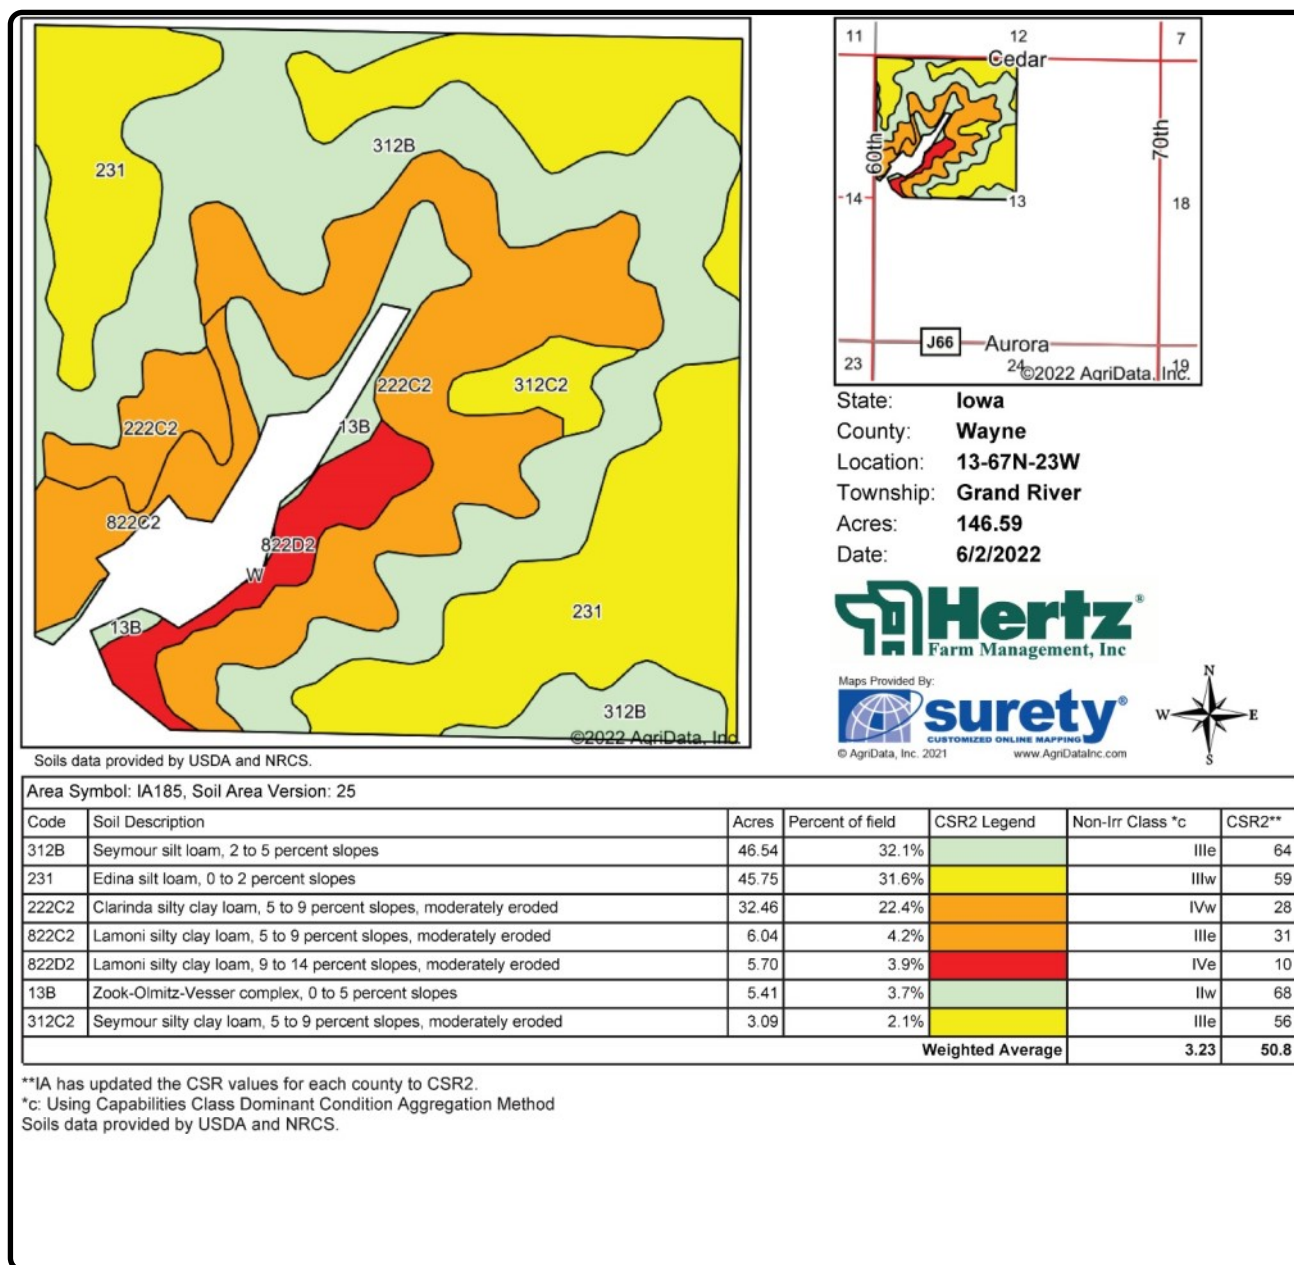 231
312B
222C2
312C2
222C2
13B
822C2
822D2
W
13B
231
312B
©2022 AgriData, Inc.
Soils data provided by USDA and NRCS.
11 12 7
Cedar
60th 70th
14 13 18
J66 Aurora
23 24 19
©2022 AgriData, Inc.
State: Iowa
County: Wayne
Location: 13-67N-23W
Township: Grand River
Acres: 146.59
Date: 6/2/2022
Hertz®
Farm Management, Inc
Maps Provided By:
surety®
CUSTOMIZED ONLINE MAPPING
© AgriData, Inc. 2021 www.AgriDataInc.com
N
W E
S
Area Symbol: IA185, Soil Area Version: 25
Code Soil Description Acres Percent of field CSR2 Legend Non-Irr Class *c CSR2**
312B Seymour silt loam, 2 to 5 percent slopes 46.54 32.1% IIIe 64
231 Edina silt loam, 0 to 2 percent slopes 45.75 31.6% IIIw 59
222C2 Clarinda silty clay loam, 5 to 9 percent slopes, moderately eroded 32.46 22.4% IVw 28
822C2 Lamoni silty clay loam, 5 to 9 percent slopes, moderately eroded 6.04 4.2% IIIe 31
822D2 Lamoni silty clay loam, 9 to 14 percent slopes, moderately eroded 5.70 3.9% IVe 10
13B Zook-Olmitz-Vesser complex, 0 to 5 percent slopes 5.41 3.7% IIw 68
312C2 Seymour silty clay loam, 5 to 9 percent slopes, moderately eroded 3.09 2.1% IIIe 56
Weighted Average 3.23 50.8
**IA has updated the CSR values for each county to CSR2.
*c: Using Capabilities Class Dominant Condition Aggregation Method
Soils data provided by USDA and NRCS.